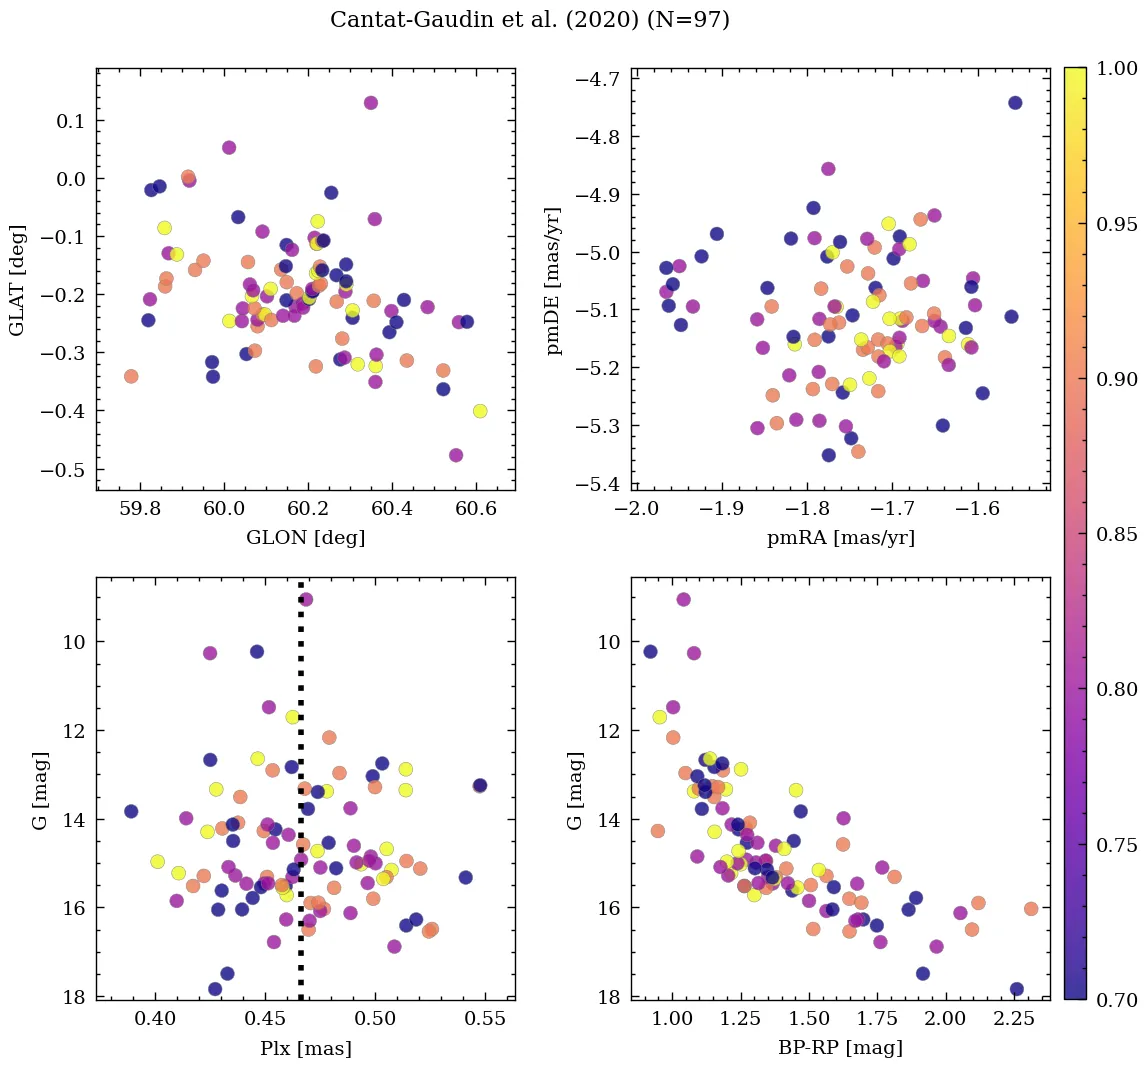 Cantat-Gaudin et al. (2020) (N=97)
0.1
0.0
−0.1
−0.2
−0.3
−0.4
−0.5
GLAT [deg]
59.8 60.0 60.2 60.4 60.6
GLON [deg]
−4.7
−4.8
−4.9
−5.0
−5.1
−5.2
−5.3
−5.4
pmDE [mas/yr]
−2.0 −1.9 −1.8 −1.7 −1.6
pmRA [mas/yr]
10
12
14
16
18
G [mag]
0.40 0.45 0.50 0.55
Plx [mas]
10
12
14
16
18
G [mag]
1.00 1.25 1.50 1.75 2.00 2.25
BP-RP [mag]
1.00
0.95
0.90
0.85
0.80
0.75
0.70